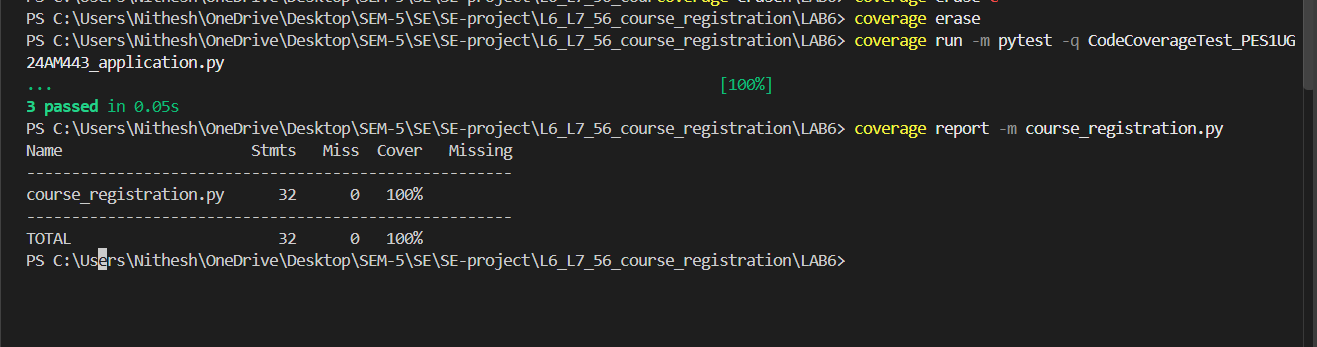 PS C:\Users\Nithesh\OneDrive\Desktop\SEM-5\SE\SE-project\L6_L7_56_course_registration\LAB6> coverage erase
PS C:\Users\Nithesh\OneDrive\Desktop\SEM-5\SE\SE-project\L6_L7_56_course_registration\LAB6> coverage run -m pytest -q CodeCoverageTest_PES1UG
24AM443_application.py
... [100%]
3 passed in 0.05s
PS C:\Users\Nithesh\OneDrive\Desktop\SEM-5\SE\SE-project\L6_L7_56_course_registration\LAB6> coverage report -m course_registration.py
Name Stmts Miss Cover Missing
------------------------------------------------------
course_registration.py 32 0 100%
------------------------------------------------------
TOTAL 32 0 100%
PS C:\Users\Nithesh\OneDrive\Desktop\SEM-5\SE\SE-project\L6_L7_56_course_registration\LAB6>